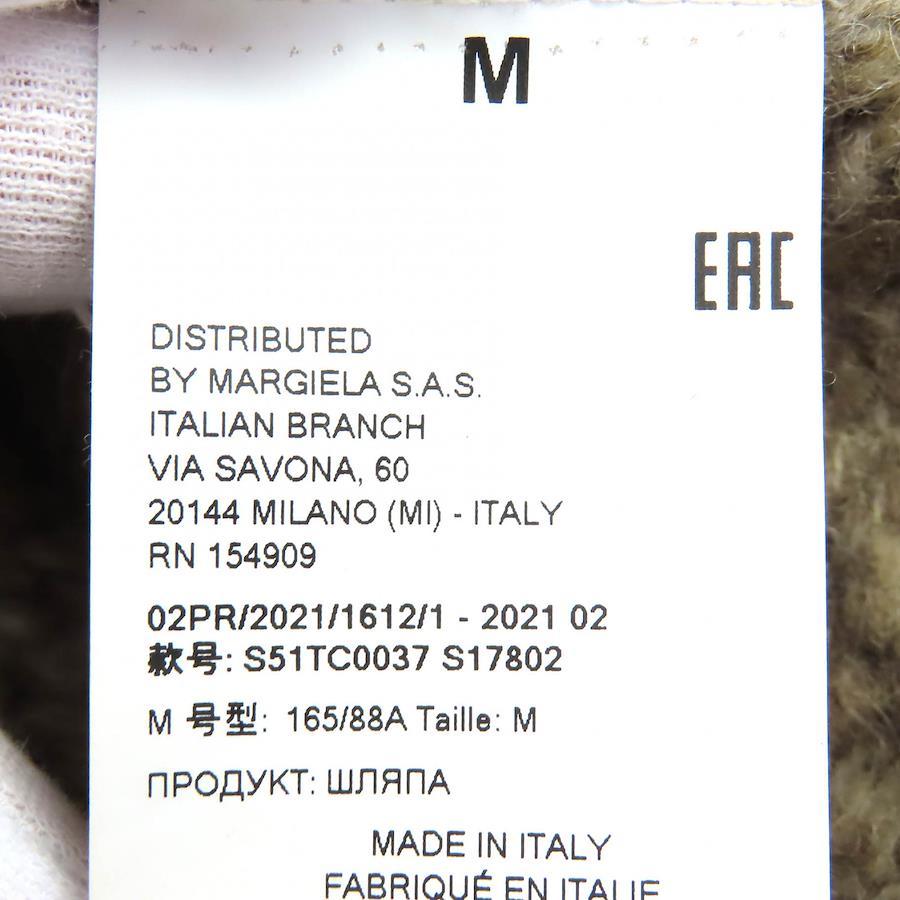 M
EAC
DISTRIBUTED
BY MARGIELA S.A.S.
ITALIAN BRANCH
VIA SAVONA, 60
20144 MILANO (MI) - ITALY
RN 154909
02PR/2021/1612/1 - 2021 02
款号: S51TC0037 S17802
M 号型: 165/88A Taille: M
ПРОДУКТ: ШЛЯПА
MADE IN ITALY
FABRIQUÉ EN ITALIE